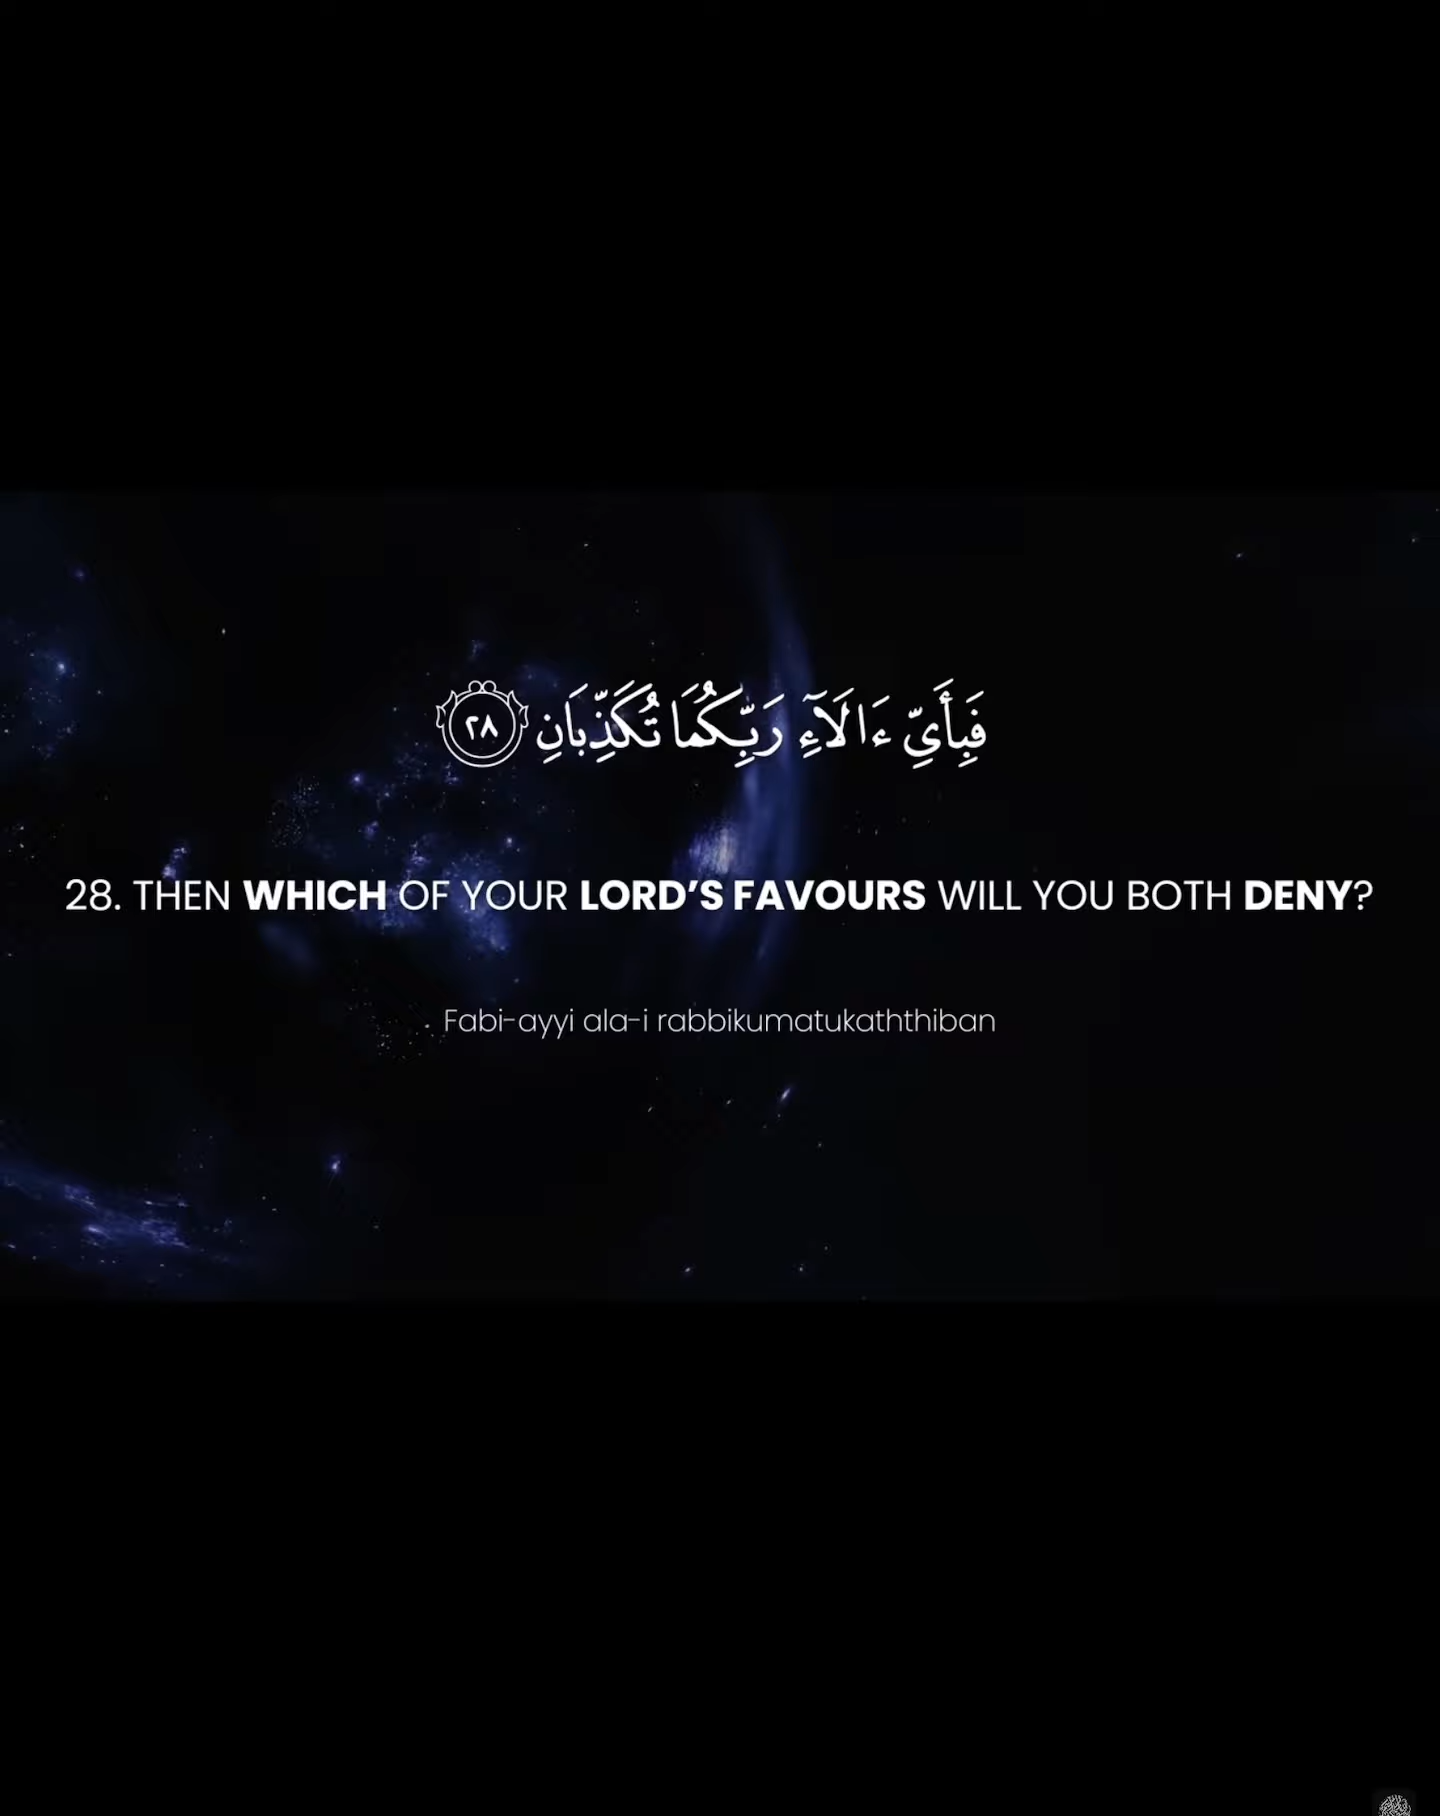 فَبِأَيِّ ءَالَآءِ رَبِّكُمَا تُكَذِّبَانِ ٢٨
28. THEN WHICH OF YOUR LORD’S FAVOURS WILL YOU BOTH DENY?
Fabi-ayyi ala-i rabbikumatukaththiban